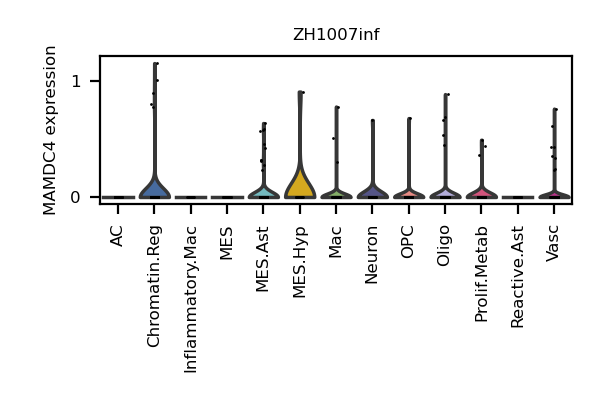 ZH1007inf
MAMDC4 expression
1
0
AC
Chromatin.Reg
Inflammatory.Mac
MES
MES.Ast
MES.Hyp
Mac
Neuron
OPC
Oligo
Prolif.Metab
Reactive.Ast
Vasc